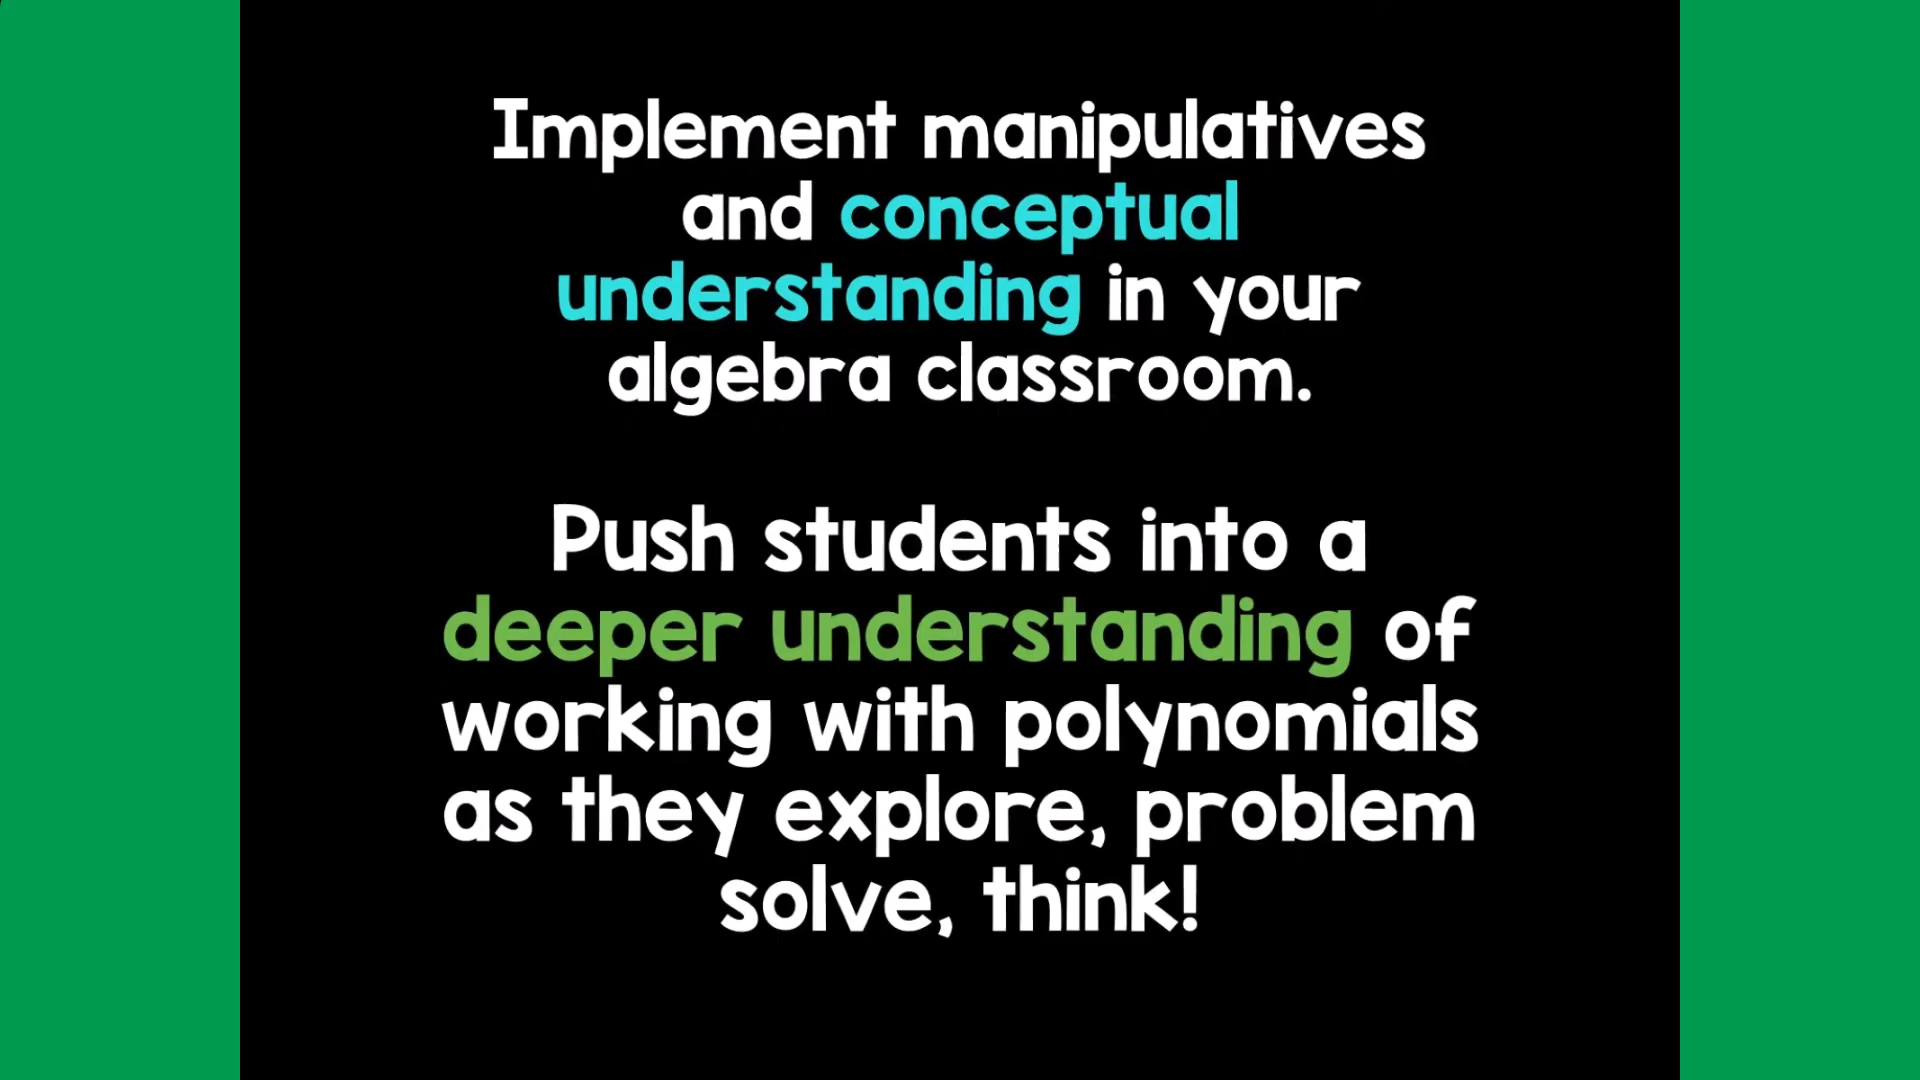 Implement manipulatives
and conceptual
understanding in your
algebra classroom.
Push students into a
deeper understanding of
working with polynomials
as they explore, problem
solve, think!